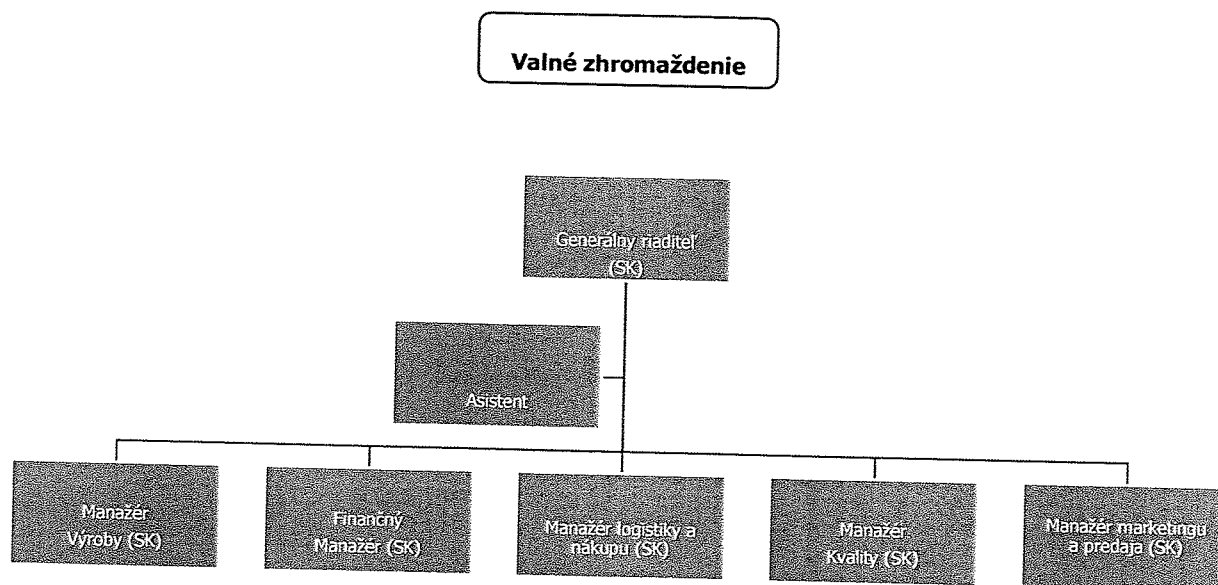 Valné zhromaždenie
Generálny riaditeľ
(SK)
Asistent
Manažér
Výroby (SK)
Finančný
Manažér (SK)
Manažér logistiky a
nákupu (SK)
Manažér
Kvality (SK)
Manažér marketingu
a predaja (SK)